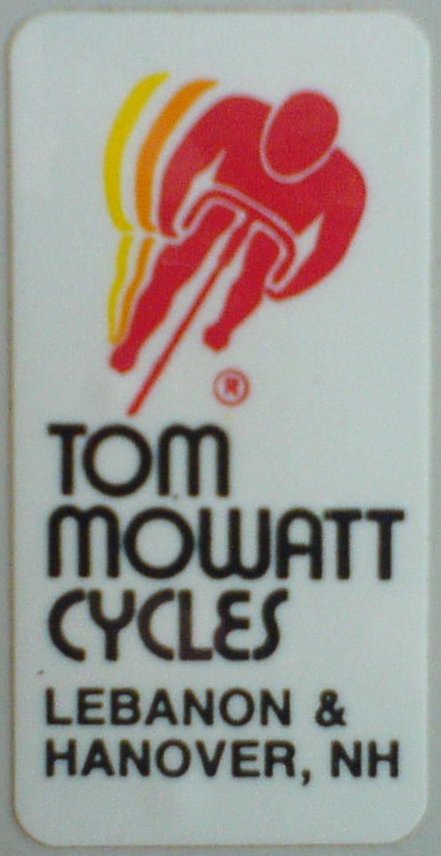 ®
TOM
MOWATT
CYCLES
LEBANON &
HANOVER, NH